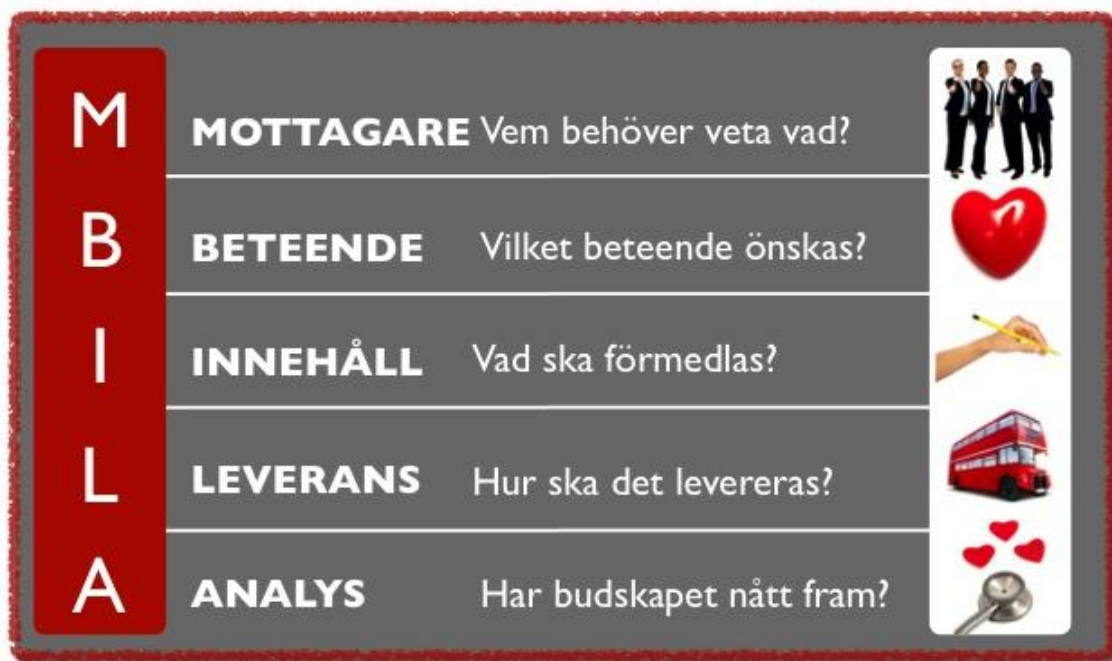 M MOTTAGARE Vem behöver veta vad?
B BETEENDE Vilket beteende önskas?
I INNEHÅLL Vad ska förmedlas?
L LEVERANS Hur ska det levereras?
A ANALYS Har budskapet nått fram?